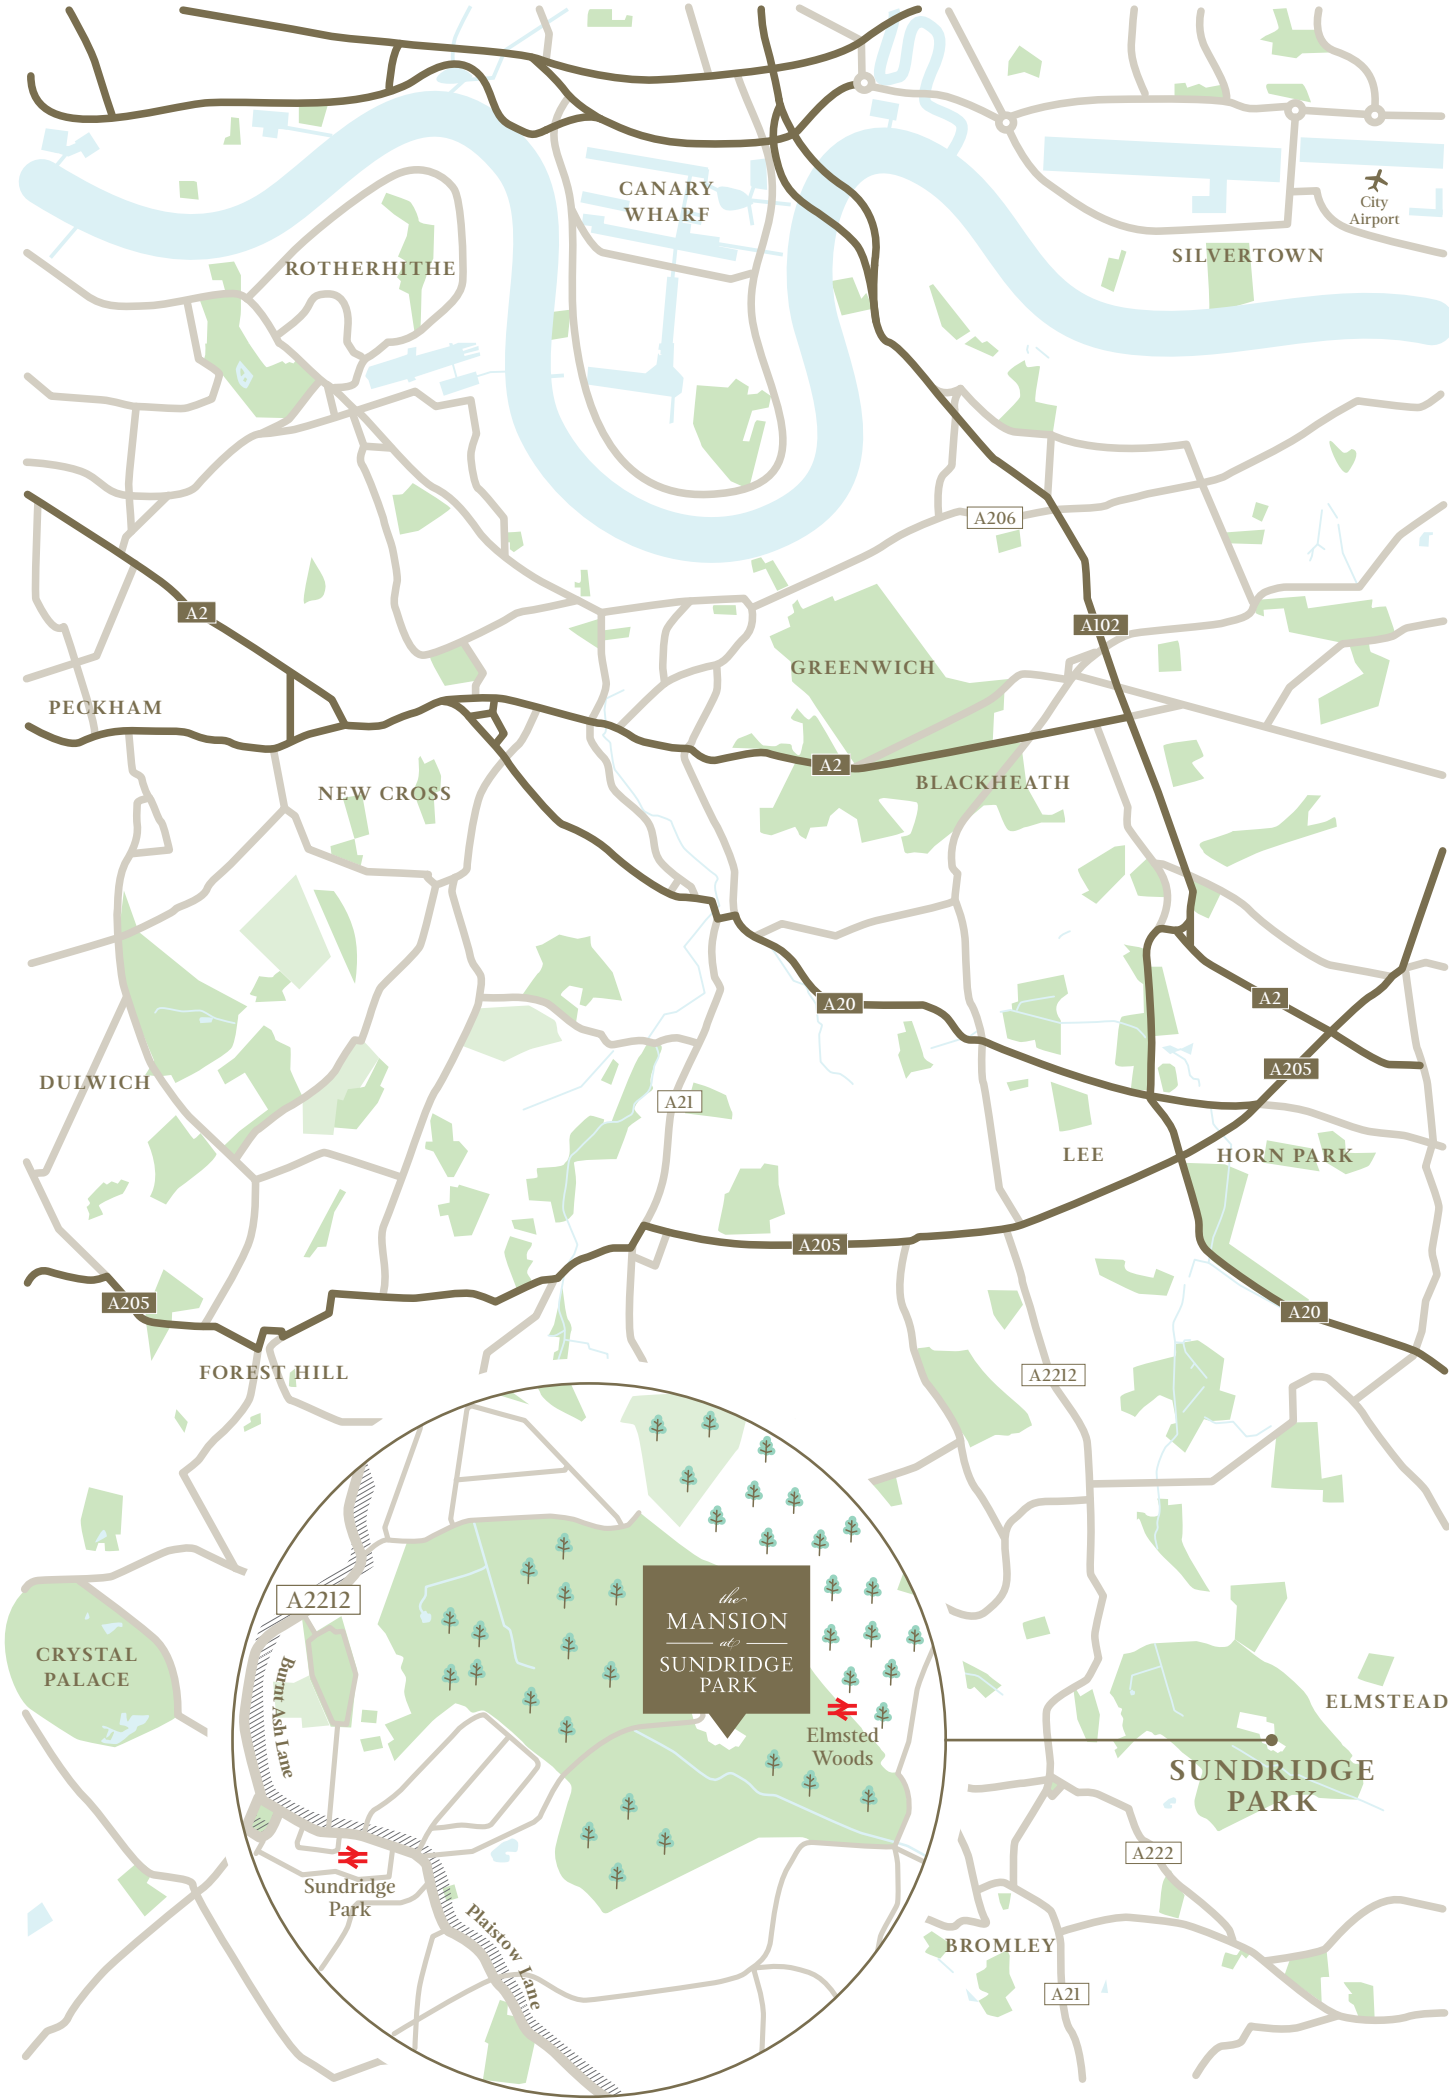 CANARY
WHARF
City
Airport
SILVERTOWN
ROTHERHITHE
A206
A2
A102
GREENWICH
PECKHAM
A2
BLACKHEATH
NEW CROSS
A2
A20
A205
DULWICH
A21
LEE
HORN PARK
A205
A205
A20
FOREST HILL
A2212
A2212
the
MANSION
at
SUNDRIDGE
PARK
CRYSTAL
PALACE
Burnt Ash Lane
ELMSTEAD
Elmsted
Woods
SUNDRIDGE
PARK
A222
Sundridge
Park
Plaistow Lane
BROMLEY
A21